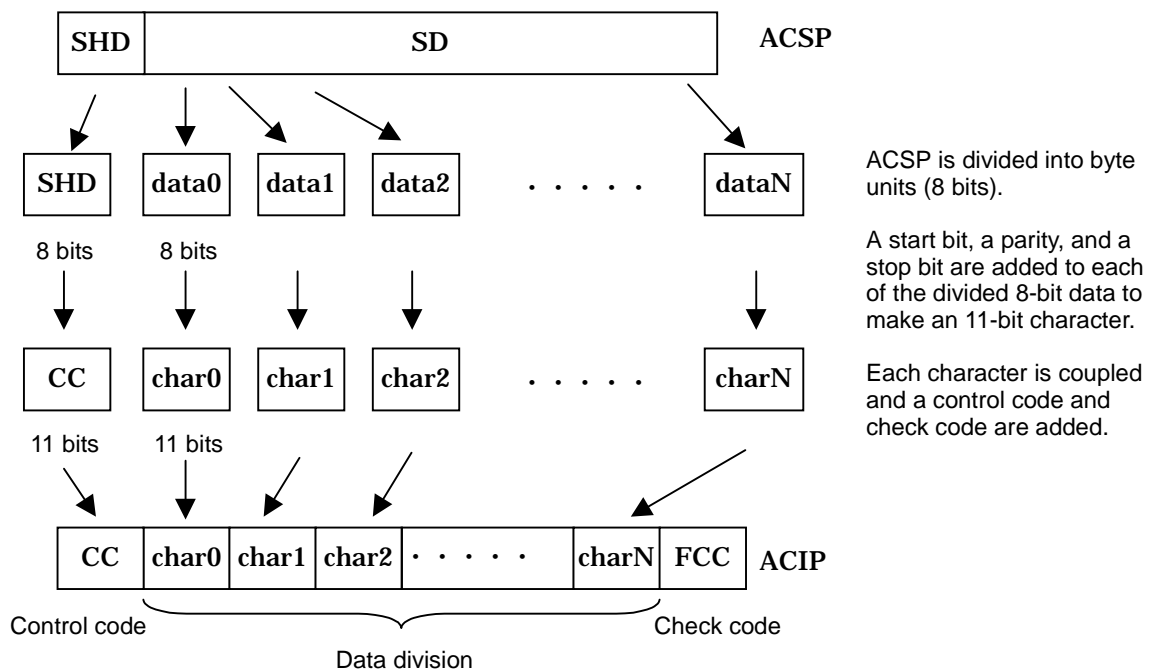 SHD SD ACSP
SHD data0 data1 data2 . . . . . dataN
8 bits 8 bits
ACSP is divided into byte
units (8 bits).
A start bit, a parity, and a
stop bit are added to each
of the divided 8-bit data to
make an 11-bit character.
CC char0 char1 char2 . . . . . charN
Each character is coupled
and a control code and
check code are added.
11 bits 11 bits
CC char0 char1 char2 . . . . . charN FCC ACIP
Control code Check code
Data division